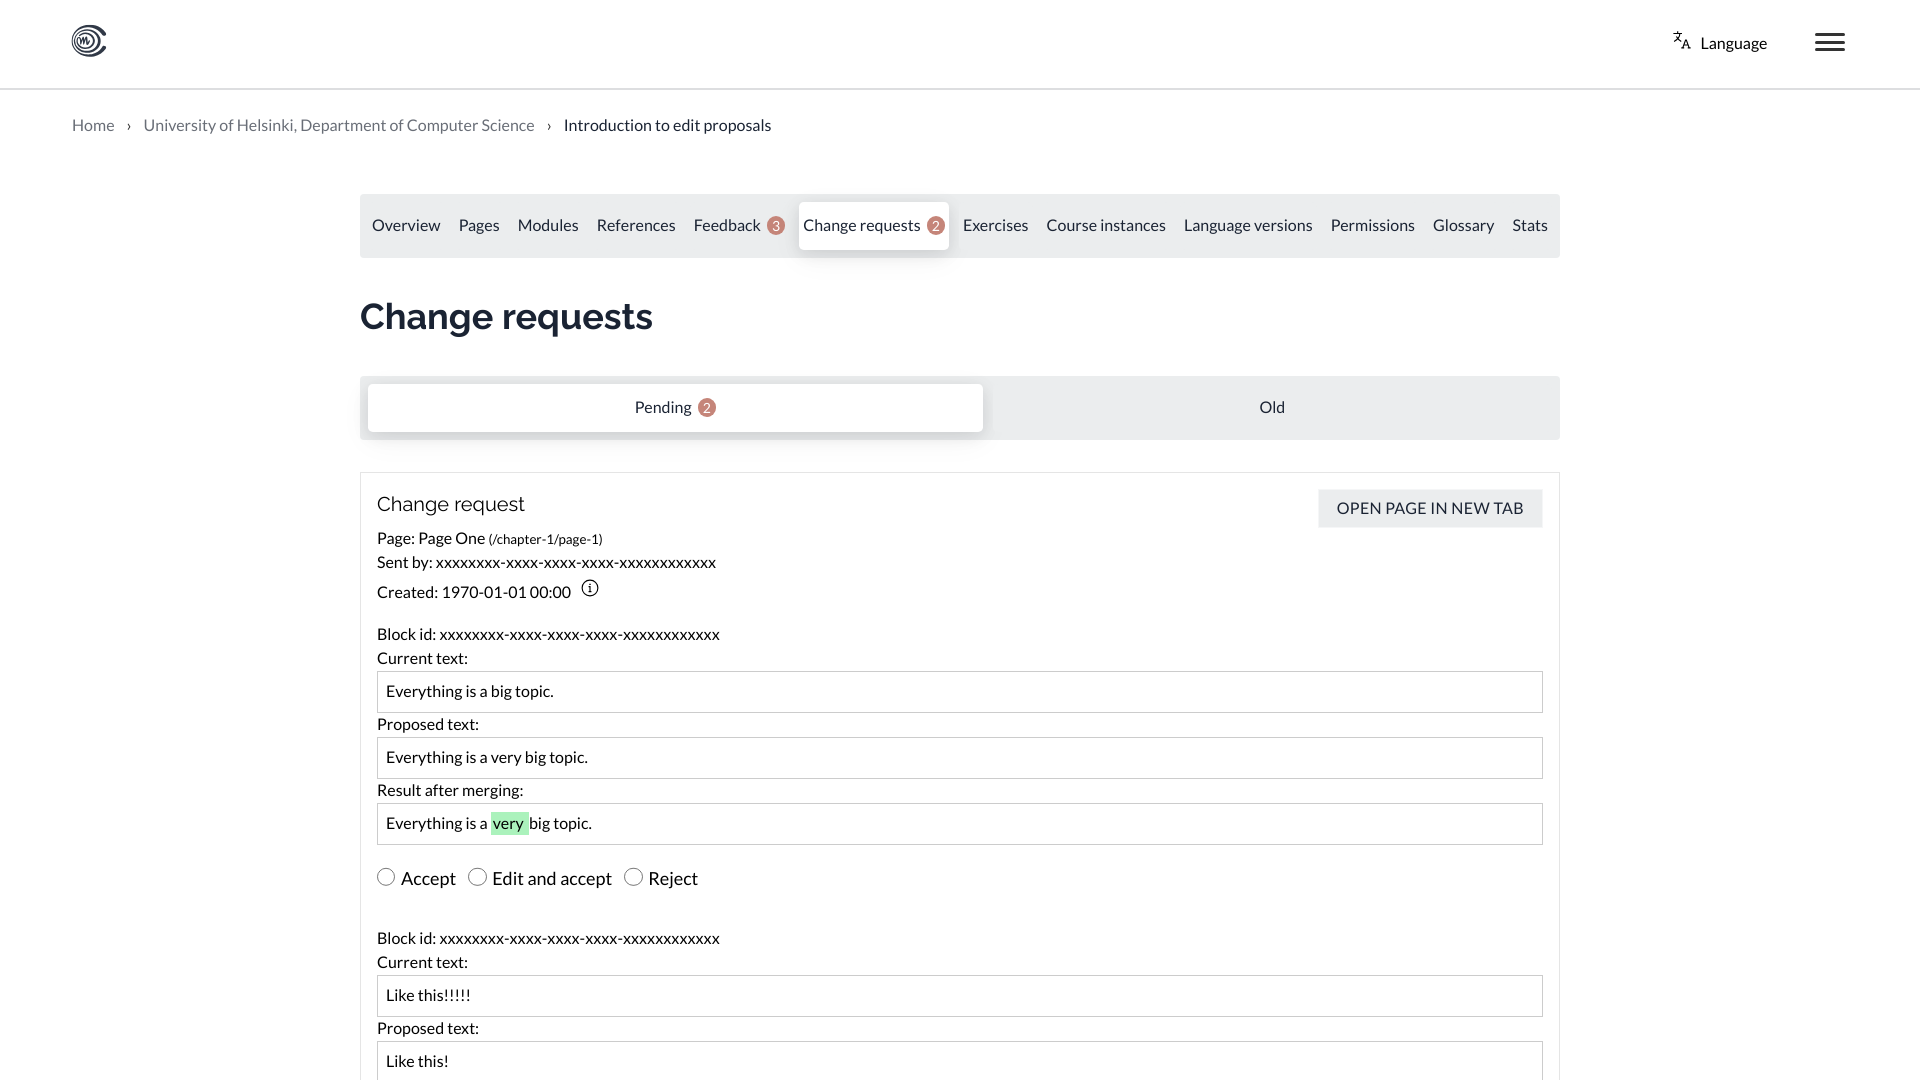 Language
Home › University of Helsinki, Department of Computer Science › Introduction to edit proposals
Overview Pages Modules References Feedback 3 Change requests 2 Exercises Course instances Language versions Permissions Glossary Stats
Change requests
Pending 2 Old
Change request
OPEN PAGE IN NEW TAB
Page: Page One (/chapter-1/page-1)
Sent by: xxxxxxxx-xxxx-xxxx-xxxx-xxxxxxxxxxxx
Created: 1970-01-01 00:00
Block id: xxxxxxxx-xxxx-xxxx-xxxx-xxxxxxxxxxxx
Current text:
Everything is a big topic.
Proposed text:
Everything is a very big topic.
Result after merging:
Everything is a very big topic.
Accept Edit and accept Reject
Block id: xxxxxxxx-xxxx-xxxx-xxxx-xxxxxxxxxxxx
Current text:
Like this!!!!!
Proposed text:
Like this!